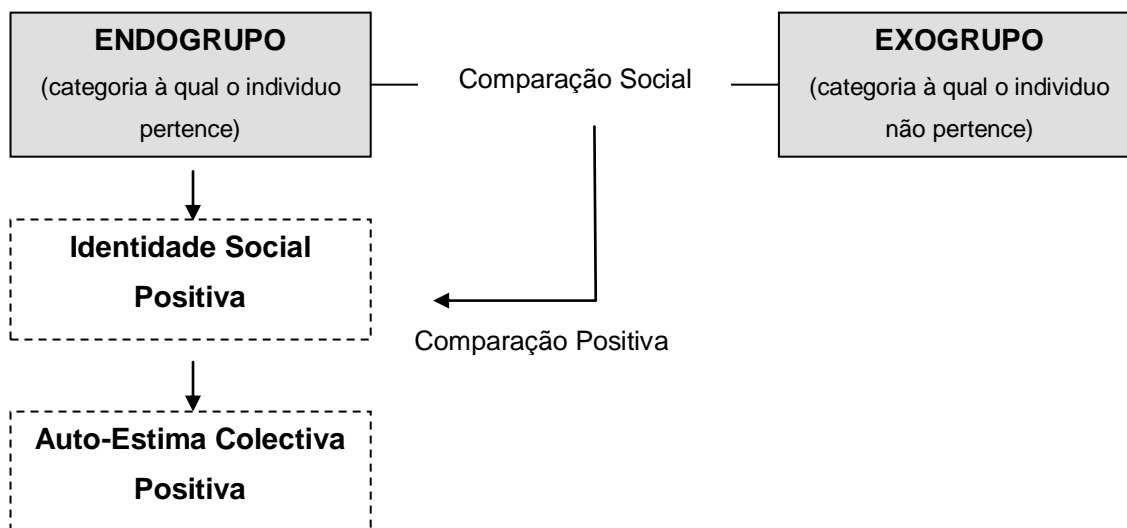 ENDOGRUPO
(categoria à qual o individuo
pertence)
Comparação Social
EXOGRUPO
(categoria à qual o individuo
não pertence)
Identidade Social
Positiva
Comparação Positiva
Auto-Estima Colectiva
Positiva